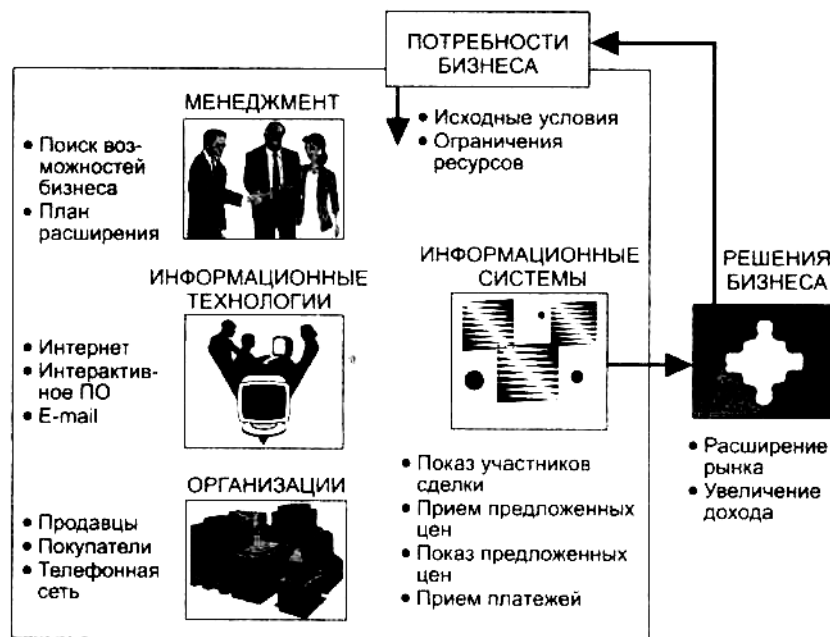 ПОТРЕБНОСТИ
БИЗНЕСА
МЕНЕДЖМЕНТ
• Поиск воз-
можностей
бизнеса
• План
расширения
• Исходные условия
• Ограничения
ресурсов
ИНФОРМАЦИОННЫЕ
ТЕХНОЛОГИИ
• Интернет
• Интерактив-
ное ПО
• E-mail
ИНФОРМАЦИОННЫЕ
СИСТЕМЫ
• Показ участников
сделки
• Прием предложенных
цен
• Показ предложенных
цен
• Прием платежей
РЕШЕНИЯ
БИЗНЕСА
• Расширение
рынка
• Увеличение
дохода
ОРГАНИЗАЦИИ
• Продавцы
• Покупатели
• Телефонная
сеть